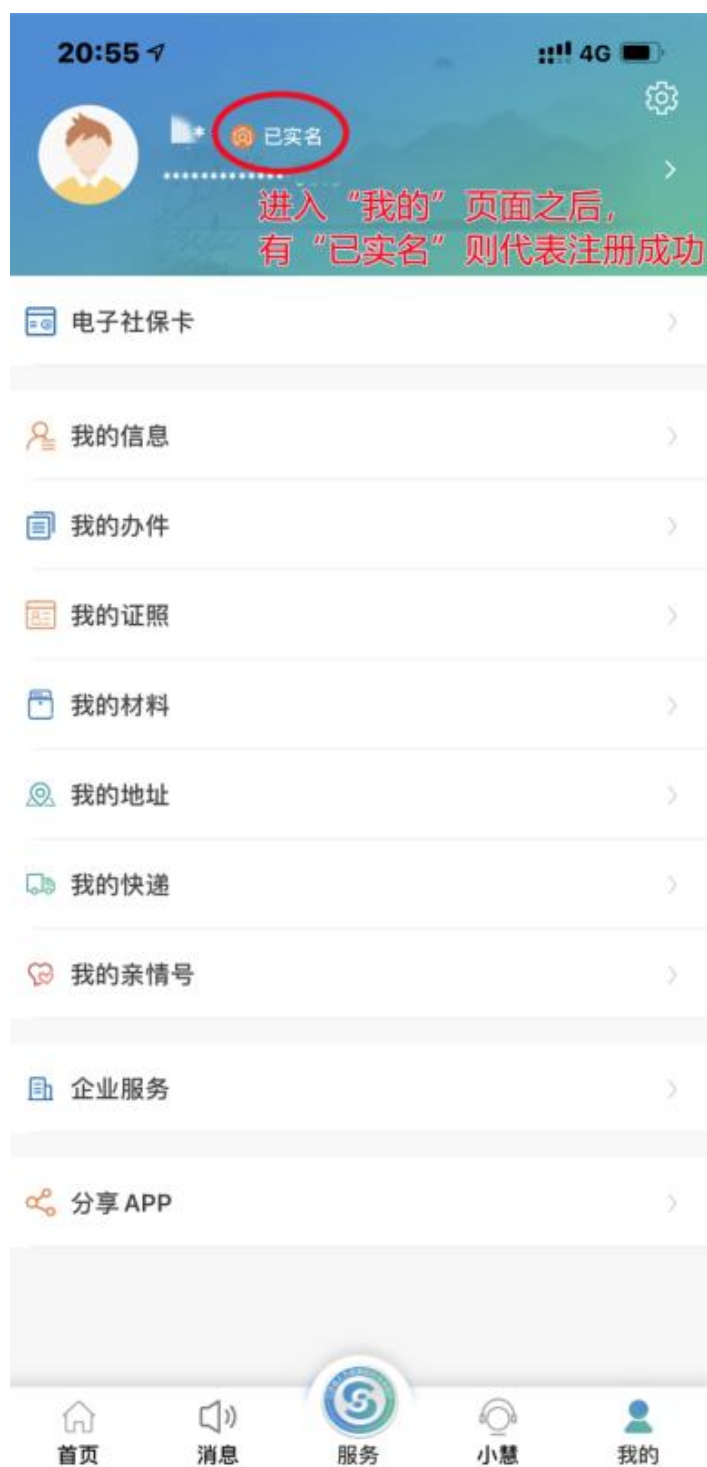 20:55
4G
已实名
进入“我的”页面之后，
有“已实名”则代表注册成功
电子社保卡
我的信息
我的办件
我的证照
我的材料
我的地址
我的快递
我的亲情号
企业服务
分享APP
首页
消息
服务
小慧
我的